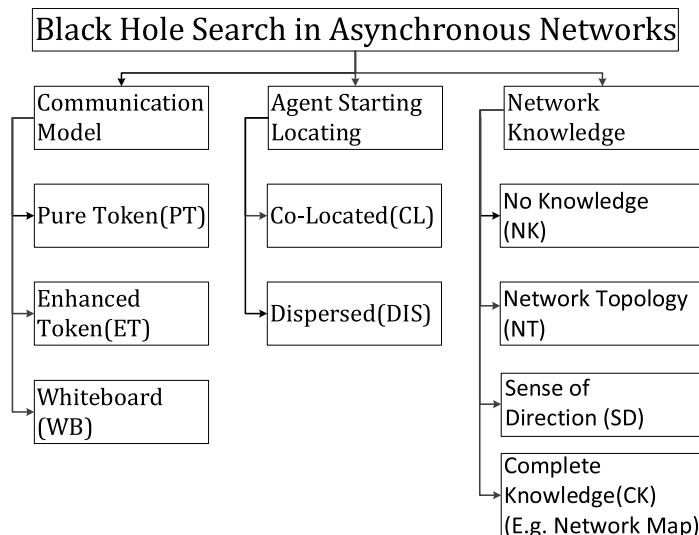 Black Hole Search in Asynchronous Networks
Communication
Model
Agent Starting
Locating
Network
Knowledge
Pure Token(PT)
Co-Located(CL)
No Knowledge
(NK)
Enhanced
Token(ET)
Dispersed(DIS)
Network Topology
(NT)
Whiteboard
(WB)
Sense of
Direction (SD)
Complete
Knowledge(CK)
(E.g. Network Map)